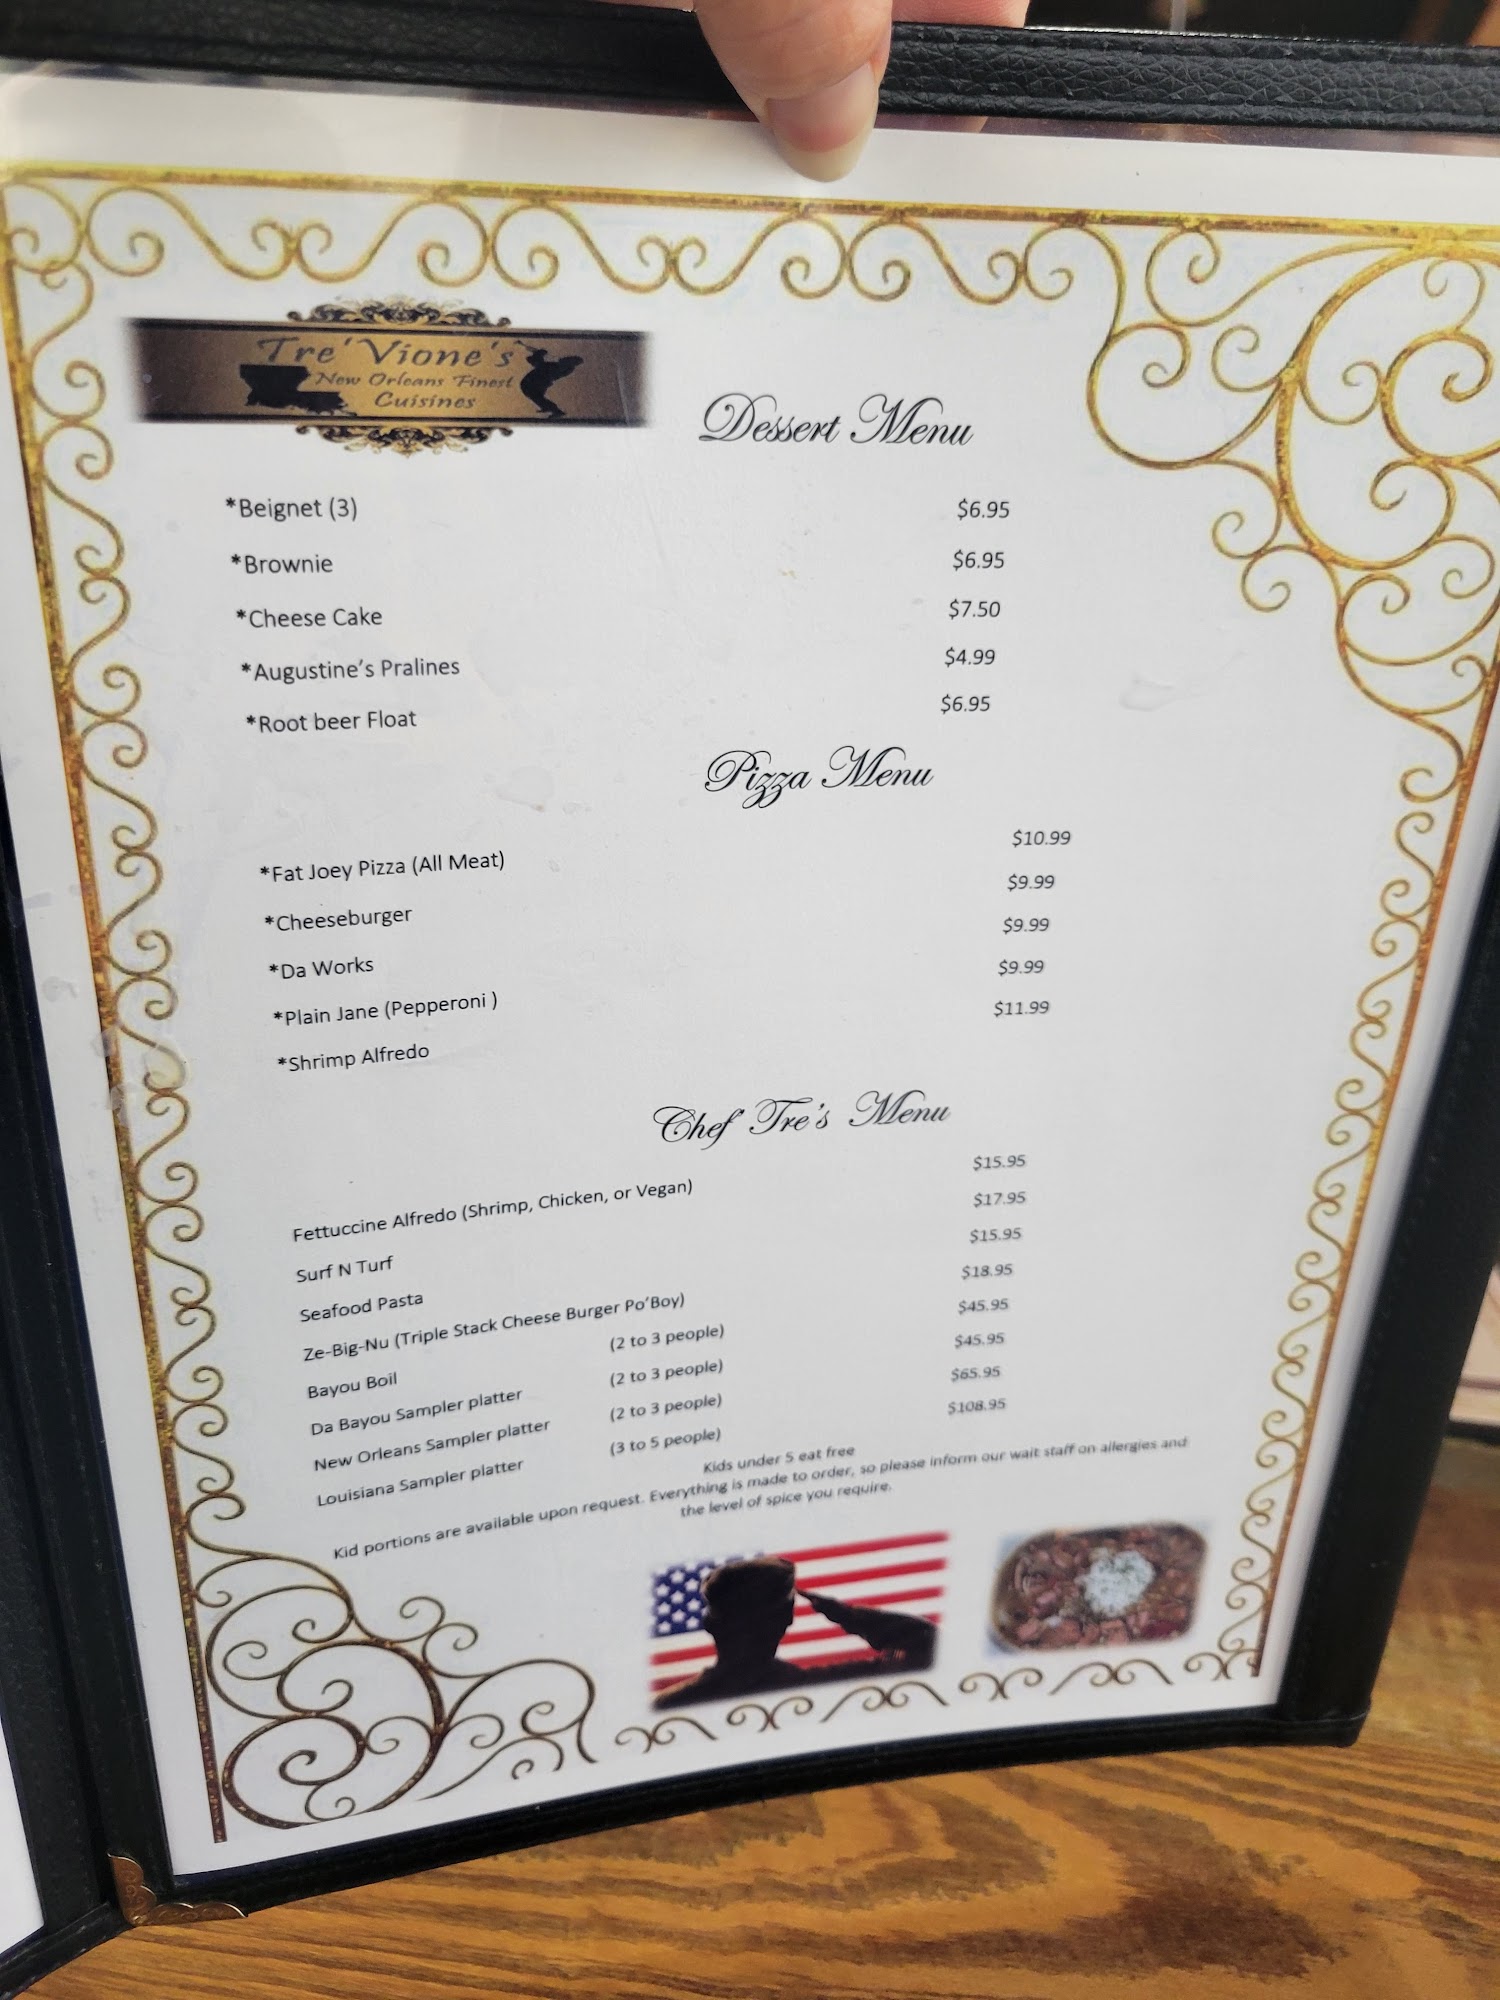 Tre'Vione's
New Orleans Finest
Cuisines
Dessert Menu
*Beignet (3) $6.95
*Brownie $6.95
*Cheese Cake $7.50
*Augustine's Pralines $4.99
*Root beer Float $6.95
Pizza Menu
*Fat Joey Pizza (All Meat) $10.99
*Cheeseburger $9.99
*Da Works $9.99
*Plain Jane (Pepperoni ) $9.99
*Shrimp Alfredo $11.99
Chef Tre's Menu
Fettuccine Alfredo (Shrimp, Chicken, or Vegan) $15.95
Surf N Turf $17.95
Seafood Pasta $15.95
Ze-Big-Nu (Triple Stack Cheese Burger Po'Boy) $18.95
Bayou Boil (2 to 3 people) $45.95
Da Bayou Sampler platter (2 to 3 people) $45.95
New Orleans Sampler platter (2 to 3 people) $65.95
Louisiana Sampler platter (3 to 5 people) $108.95
Kids under 5 eat free
Kid portions are available upon request. Everything is made to order, so please inform our wait staff on allergies and
the level of spice you require.